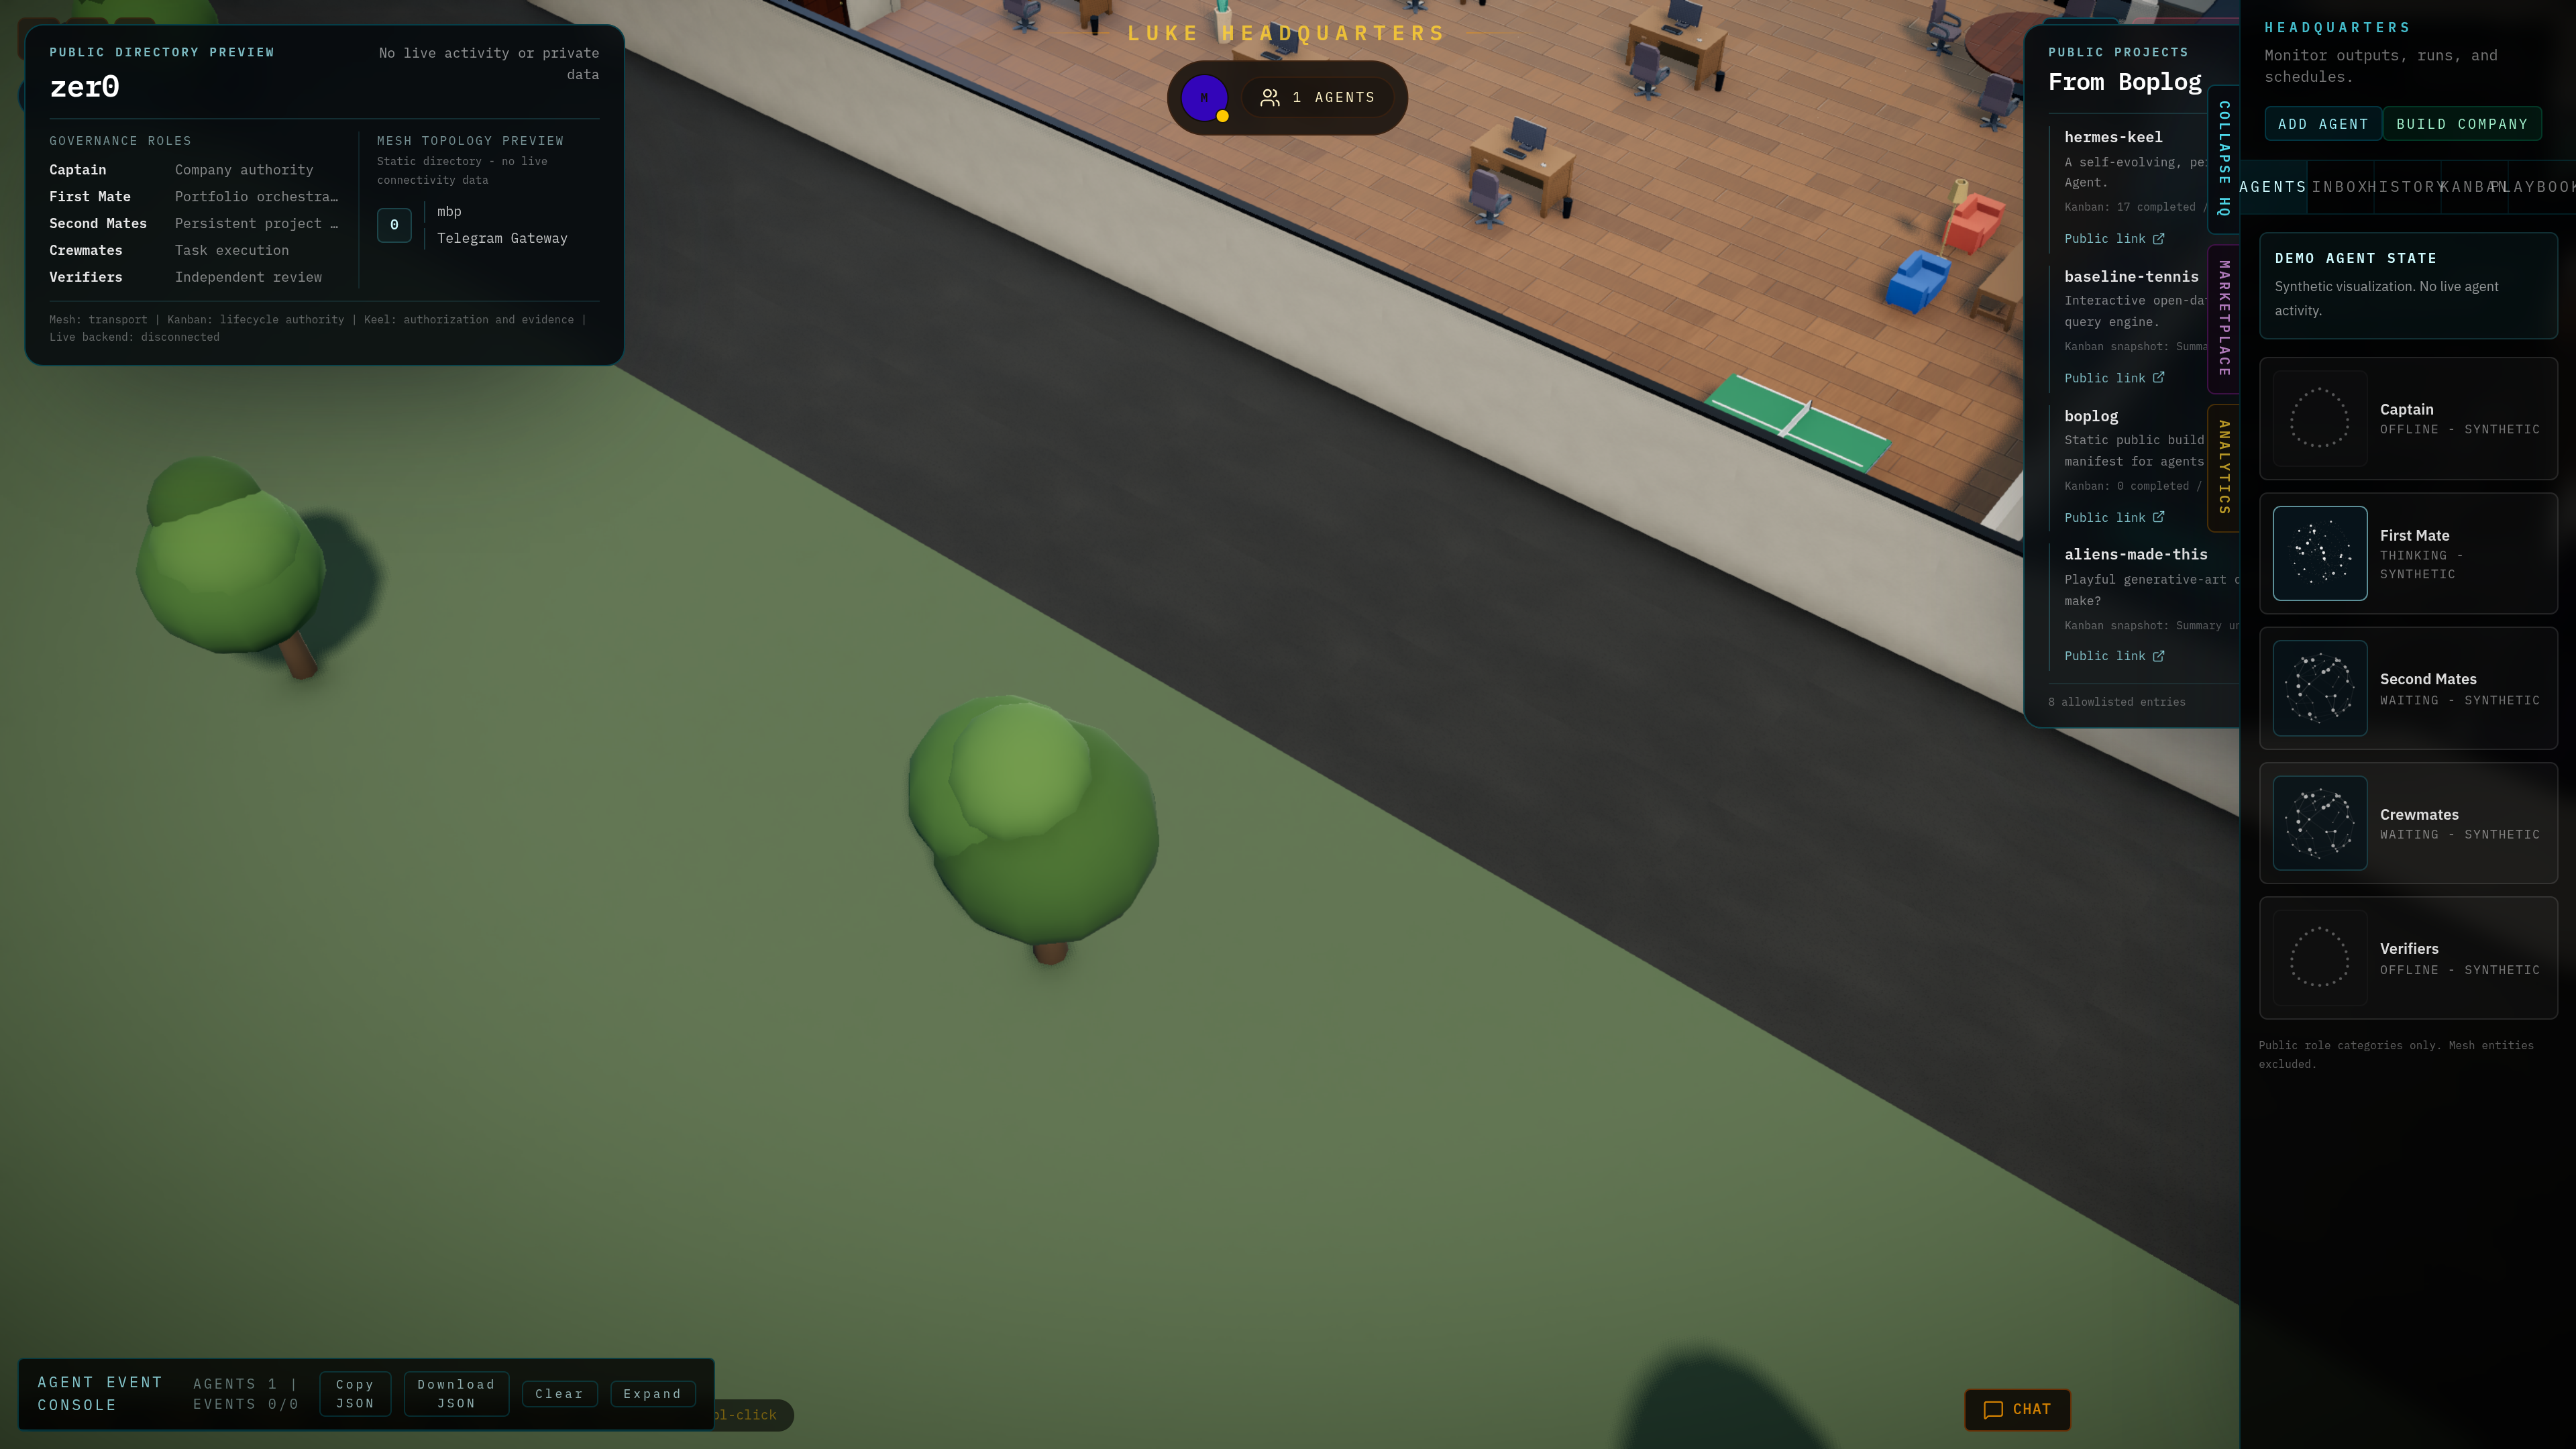 PUBLIC DIRECTORY PREVIEW
zer0
No live activity or private
data
GOVERNANCE ROLES
Captain Company authority
First Mate Portfolio orchestra…
Second Mates Persistent project …
Crewmates Task execution
Verifiers Independent review
MESH TOPOLOGY PREVIEW
Static directory - no live
connectivity data
0
mbp
Telegram Gateway
Mesh: transport | Kanban: lifecycle authority | Keel: authorization and evidence |
Live backend: disconnected
LUKE HEADQUARTERS
M
1 AGENTS
PUBLIC PROJECTS
From Boplog
hermes-keel
A self-evolving, pe
Agent.
Kanban: 17 completed /
Public link
baseline-tennis
Interactive open-da
query engine.
Kanban snapshot: Summa
Public link
boplog
Static public build
manifest for agents
Kanban: 0 completed /
Public link
aliens-made-this
Playful generative-art
make?
Kanban snapshot: Summary un
Public link
8 allowlisted entries
COLLAPSE HQ
MARKETPLACE
ANALYTICS
HEADQUARTERS
Monitor outputs, runs, and
schedules.
ADD AGENT BUILD COMPANY
AGENTS INBOX HISTORY KANBAN PLAYBOOK
DEMO AGENT STATE
Synthetic visualization. No live agent
activity.
Captain
OFFLINE - SYNTHETIC
First Mate
THINKING -
SYNTHETIC
Second Mates
WAITING - SYNTHETIC
Crewmates
WAITING - SYNTHETIC
Verifiers
OFFLINE - SYNTHETIC
Public role categories only. Mesh entities
excluded.
AGENT EVENT
CONSOLE
AGENTS 1 |
EVENTS 0/0
Copy
JSON
Download
JSON
Clear
Expand
bl-click
CHAT